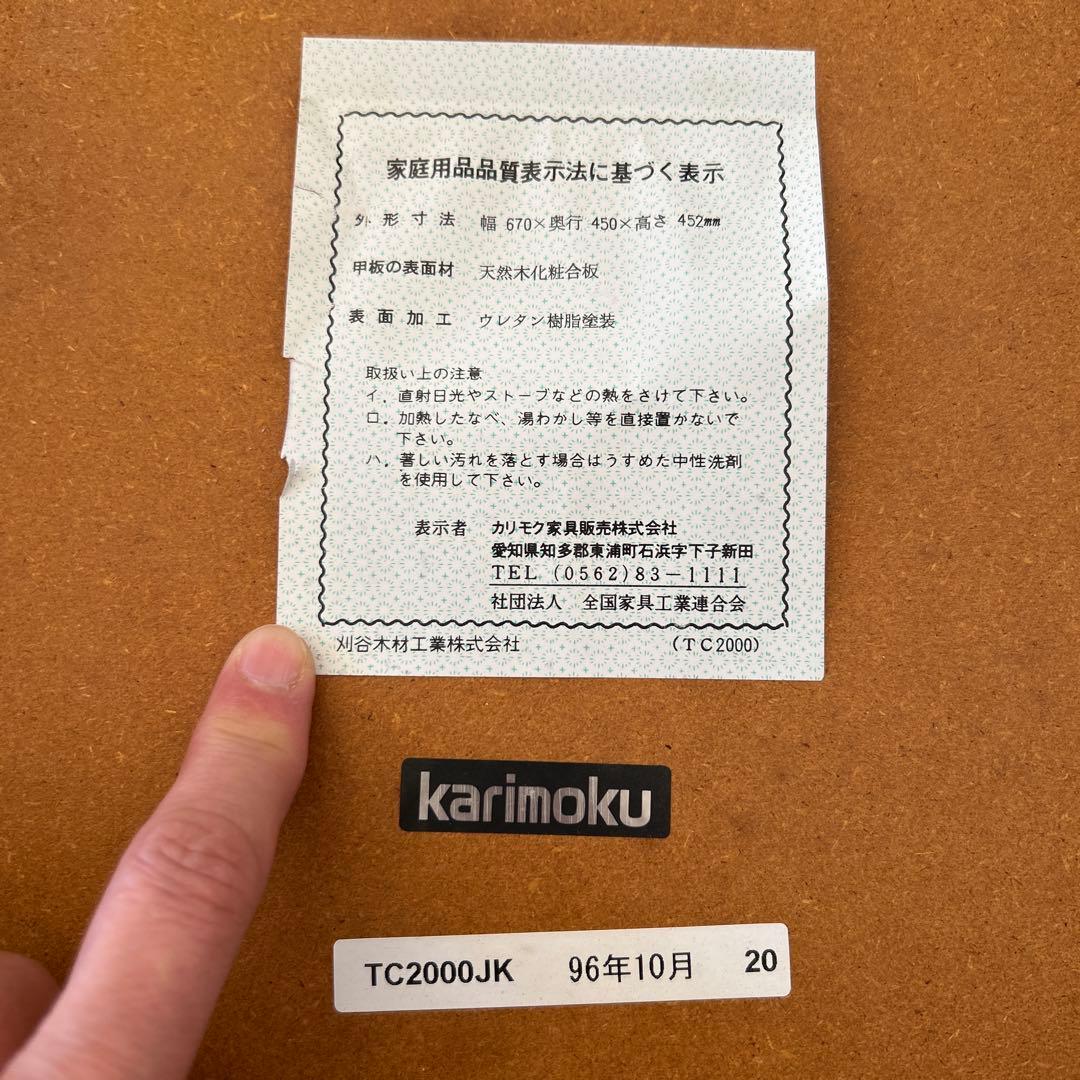 家庭用品品質表示法に基づく表示
外形寸法 幅 670×奥行 450×高さ 452㎜
甲板の表面材 天然木化粧合板
表面加工 ウレタン樹脂塗装
取扱い上の注意
イ．直射日光やストーブなどの熱をさけて下さい。
ロ．加熱したなべ、湯わかし等を直接置かないで
下さい。
ハ．著しい汚れを落とす場合はうすめた中性洗剤
を使用して下さい。
表示者 カリモク家具販売株式会社
愛知県知多郡東浦町石浜字下子新田
TEL (0562)83-1111
社団法人 全国家具工業連合会
刈谷木材工業株式会社 (TC2000)
karimoku
TC2000JK 96年10月 20